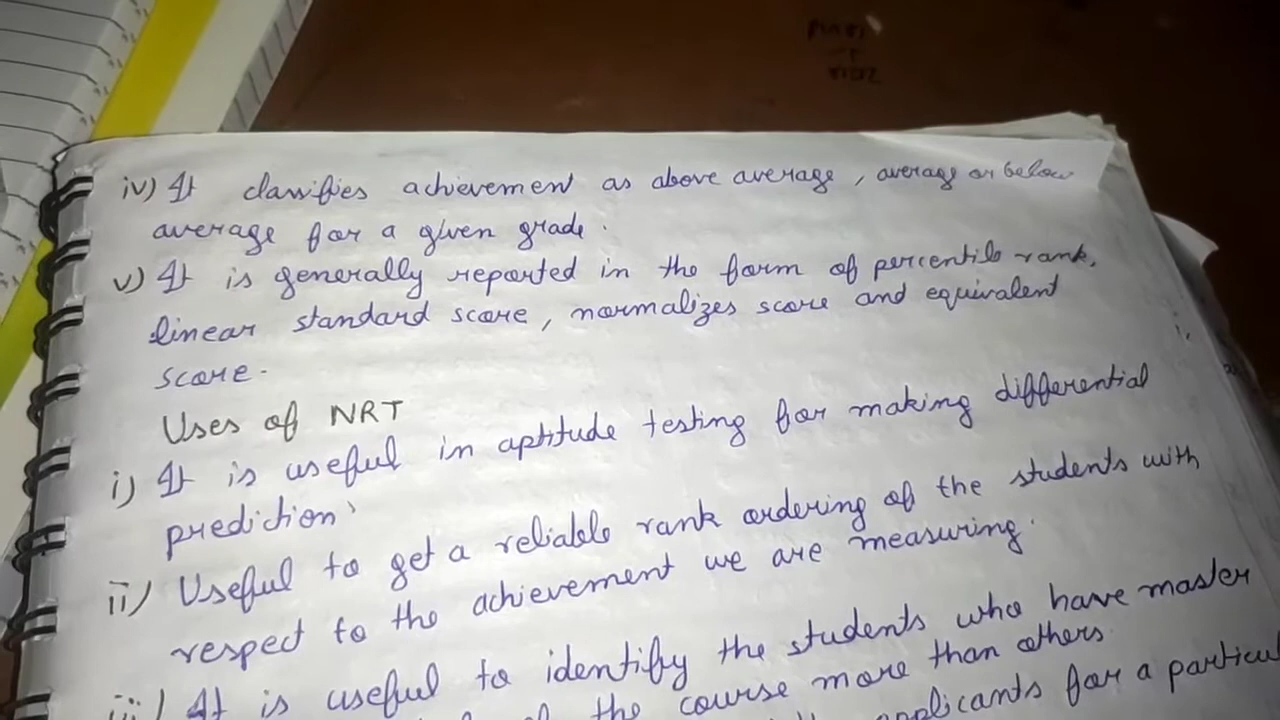 iv) It classifies achievement as above average, average or below
average for a given grade.
v) It is generally reported in the form of percentile rank,
linear standard score, normalizes score and equivalent
score.
Uses of NRT
i) It is useful in aptitude testing for making differential
prediction
ii) Useful to get a reliable rank ordering of the students with
respect to the achievement we are measuring.
iii) It is useful to identify the students who have master
the course more than others
applicants for a particul